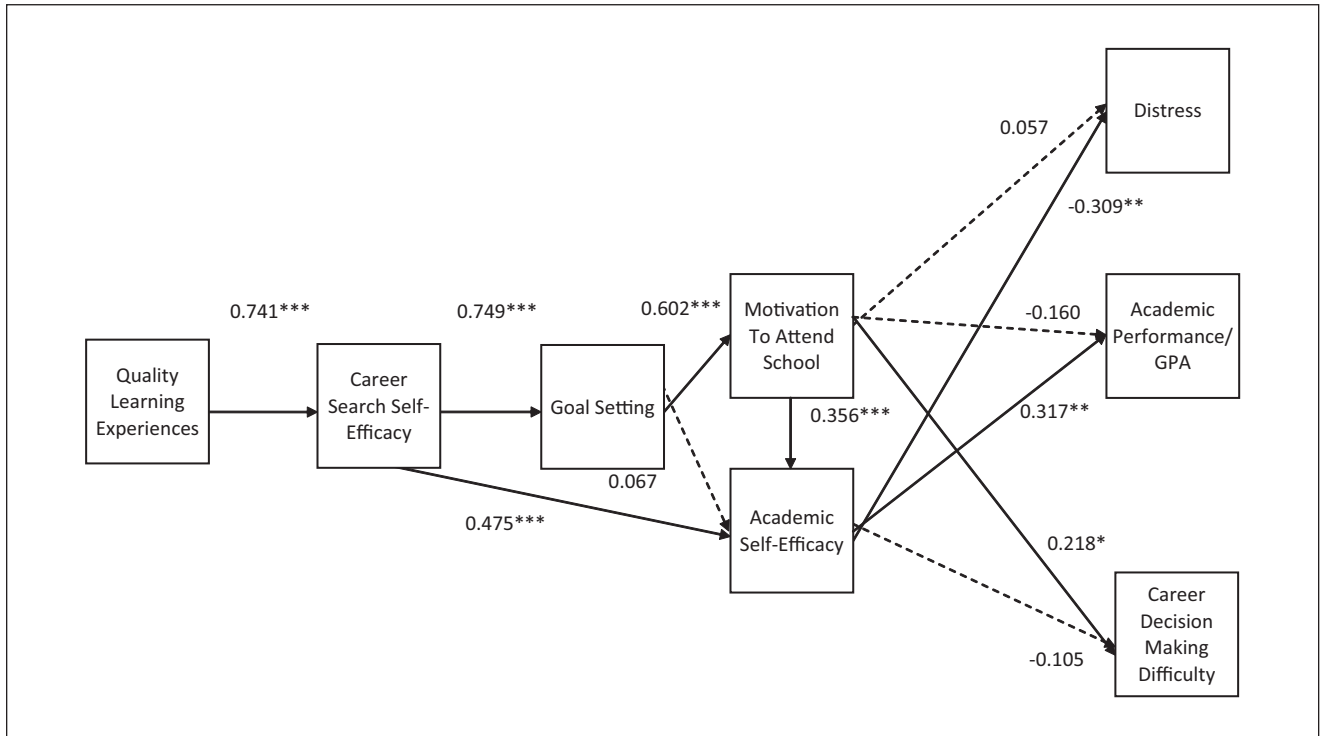 Distress
0.057
-0.309**
0.741***
0.749***
0.602***
Motivation
To Attend
School
-0.160
Academic
Performance/
GPA
Quality
Learning
Experiences
Career
Search Self-
Efficacy
Goal Setting
0.356***
0.317**
0.067
0.475***
Academic
Self-Efficacy
0.218*
-0.105
Career
Decision
Making
Difficulty